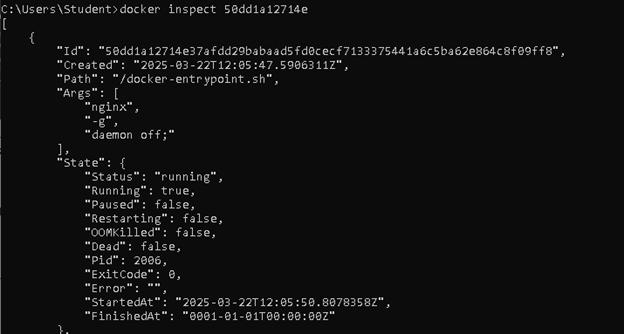 C:\Users\Student>docker inspect 50dd1a12714e
[
    {
        "Id": "50dd1a12714e37afdd29babaad5fd0cecf7133375441a6c5ba62e864c8f09ff8",
        "Created": "2025-03-22T12:05:47.5906311Z",
        "Path": "/docker-entrypoint.sh",
        "Args": [
            "nginx",
            "-g",
            "daemon off;"
        ],
        "State": {
            "Status": "running",
            "Running": true,
            "Paused": false,
            "Restarting": false,
            "OOMKilled": false,
            "Dead": false,
            "Pid": 2006,
            "ExitCode": 0,
            "Error": "",
            "StartedAt": "2025-03-22T12:05:50.8078358Z",
            "FinishedAt": "0001-01-01T00:00:00Z"
        },